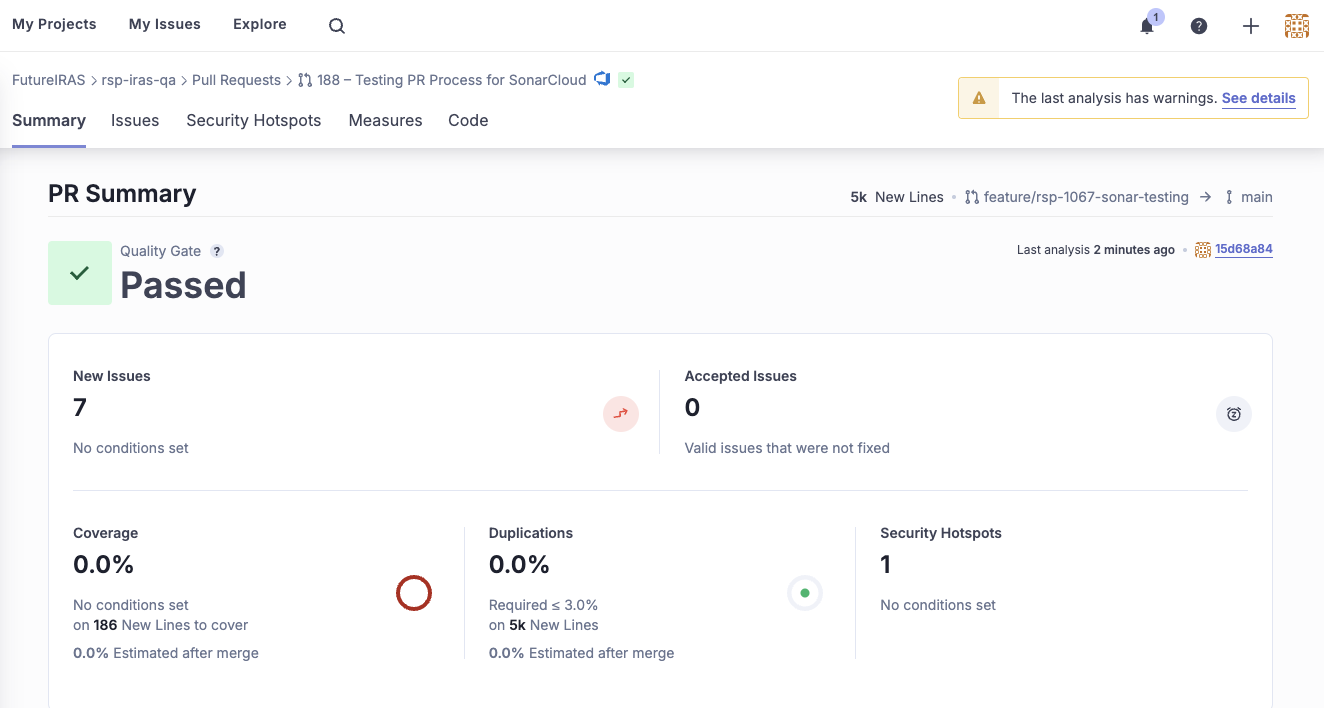 My Projects My Issues Explore 1 ?
FutureIRAS > rsp-iras-qa > Pull Requests > 188 – Testing PR Process for SonarCloud
The last analysis has warnings. See details
Summary Issues Security Hotspots Measures Code
PR Summary
5k New Lines • feature/rsp-1067-sonar-testing → main
Quality Gate ?
Passed
Last analysis 2 minutes ago • 15d68a84
New Issues
7
No conditions set
Accepted Issues
0
Valid issues that were not fixed
Coverage
0.0%
No conditions set
on 186 New Lines to cover
0.0% Estimated after merge
Duplications
0.0%
Required ≤ 3.0%
on 5k New Lines
0.0% Estimated after merge
Security Hotspots
1
No conditions set